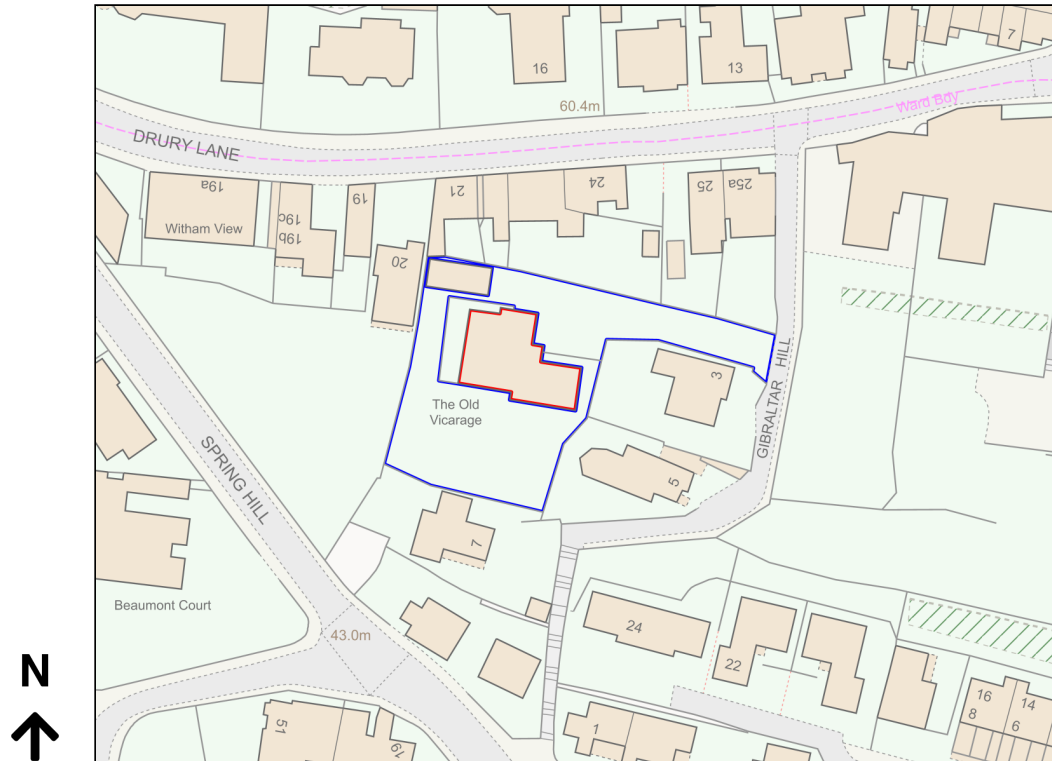 16
13
7
60.4m
Ward Bdy
DRURY LANE
19a
Witham View
19c
19b
19
20
21
24
25
25a
The Old
Vicarage
3
GIBRALTAR HILL
5
SPRING HILL
7
Beaumont Court
43.0m
24
22
51
19
1
16
8
14
6
N